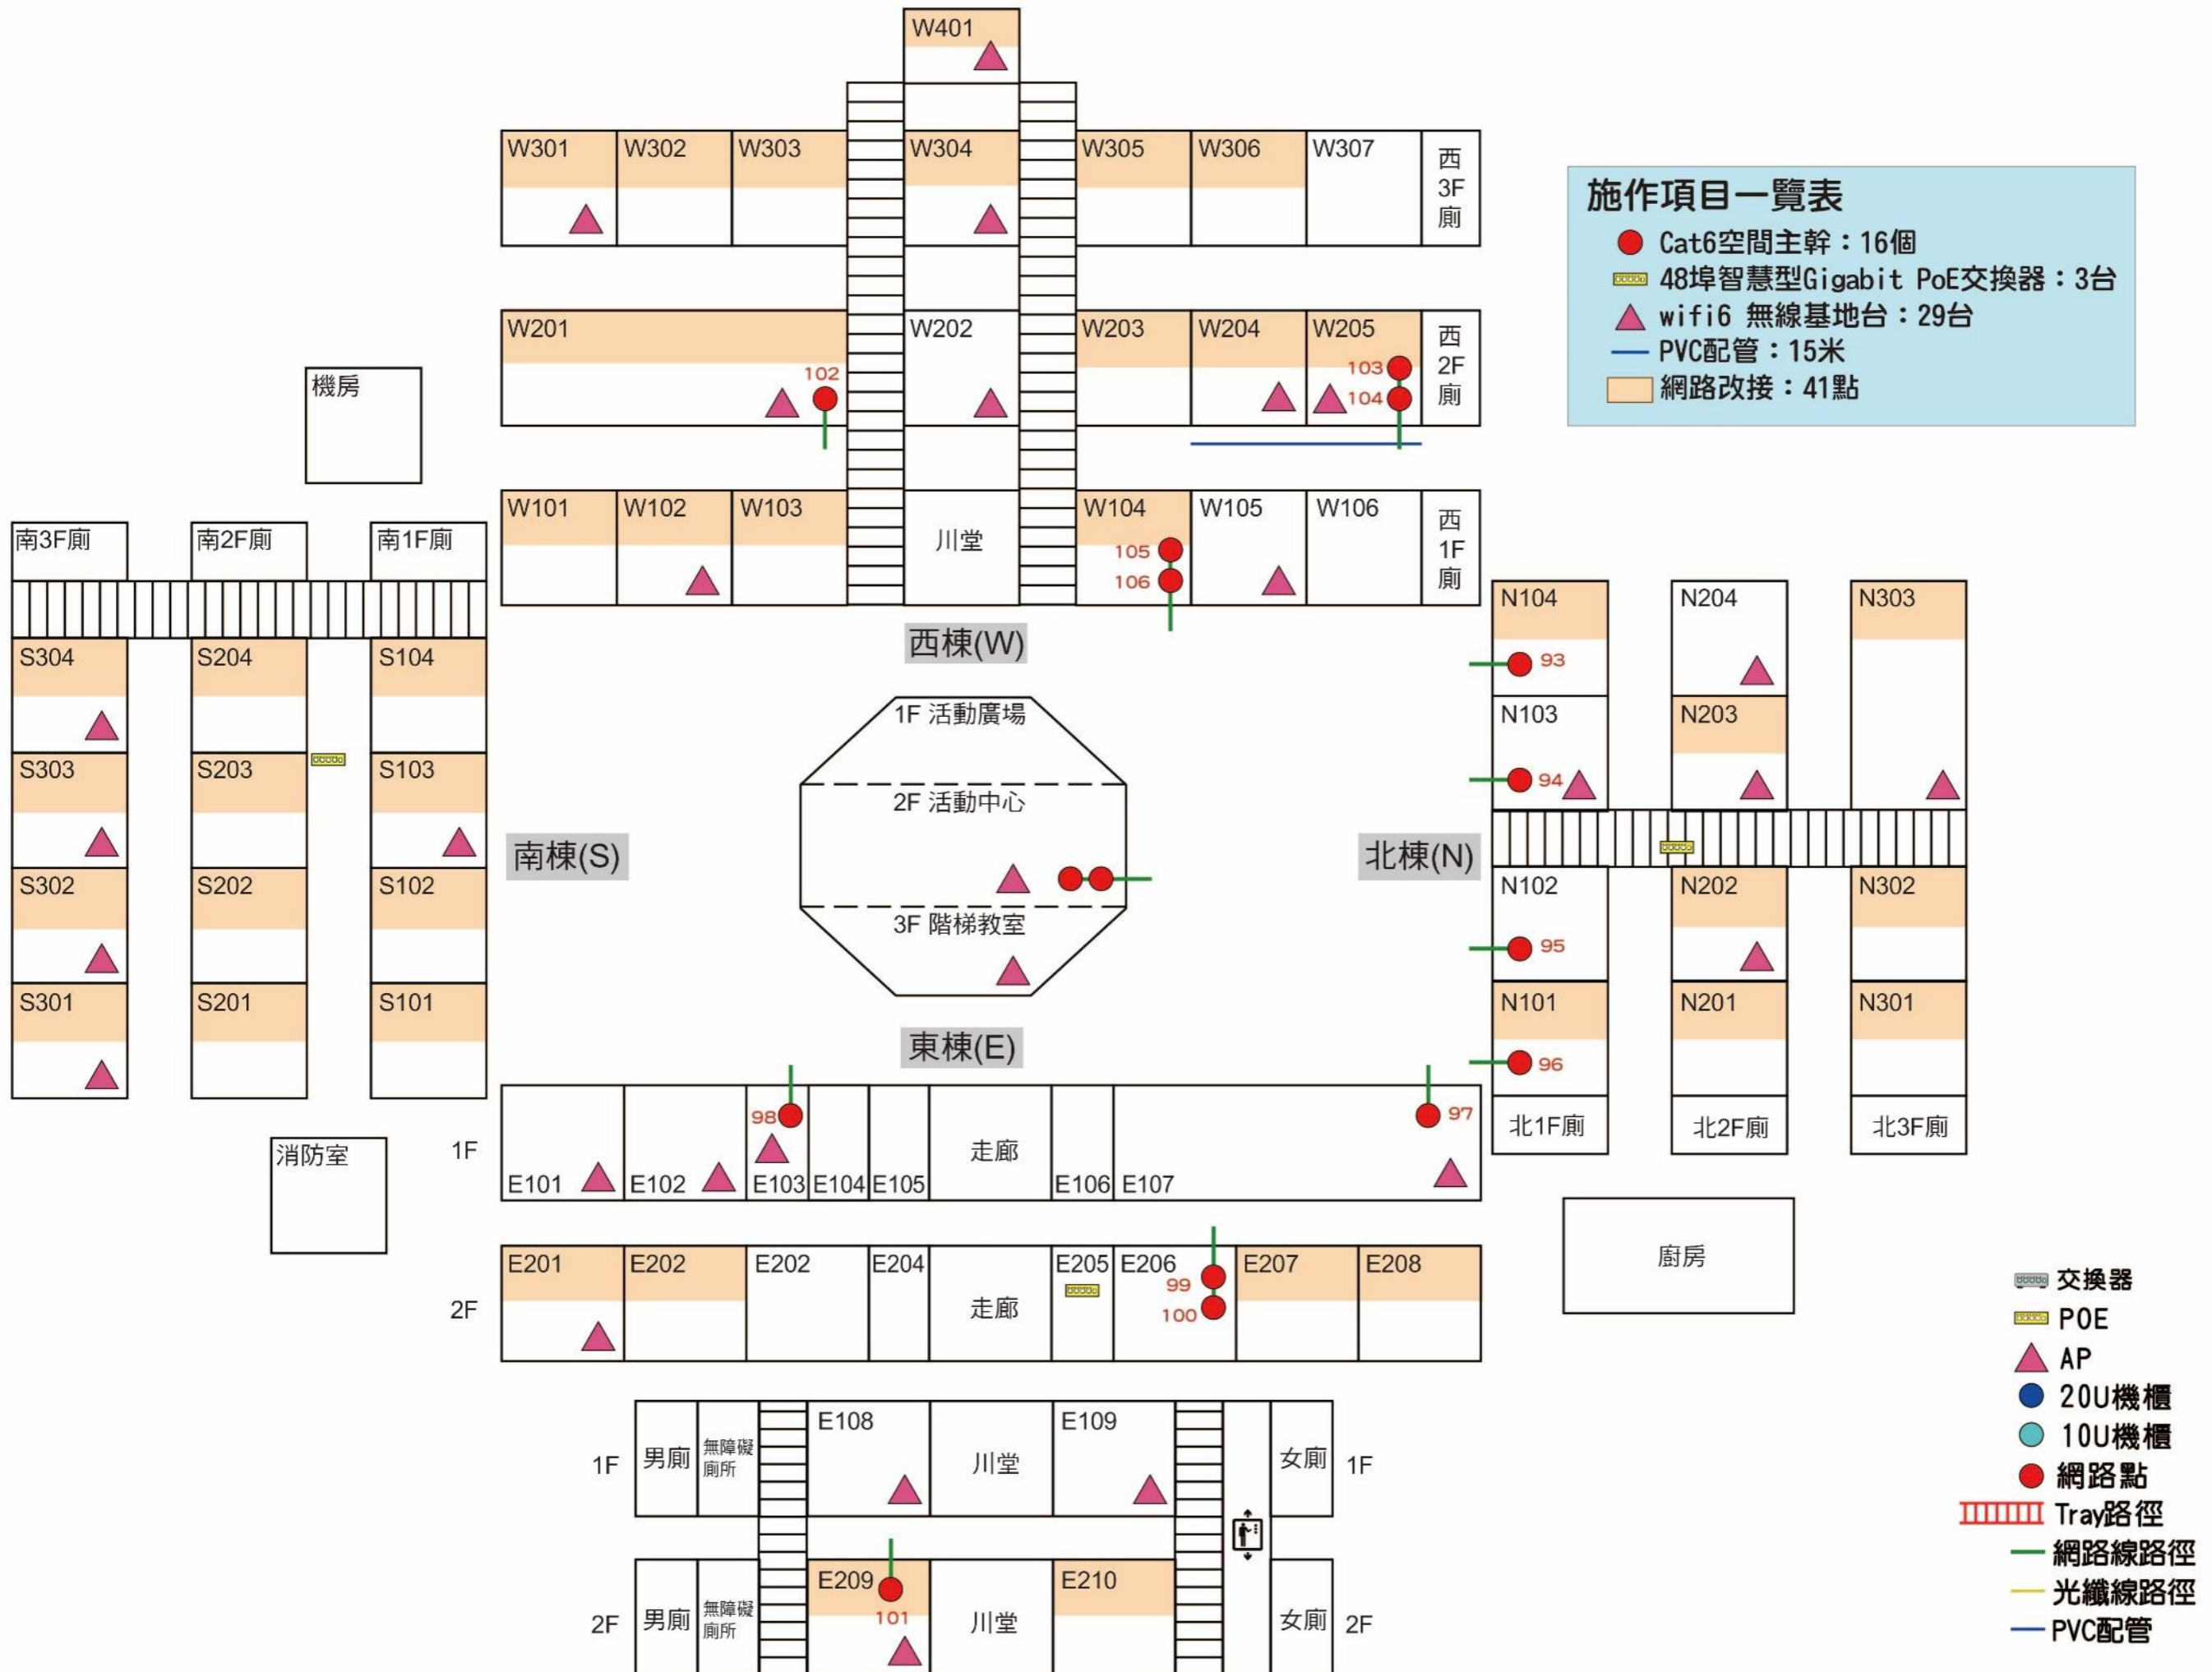 W401
W301
W302
W303
W304
W305
W306
W307
西
3F
廁
施作項目一覽表
Cat6空間主幹：16個
48埠智慧型Gigabit PoE交換器：3台
wifi6 無線基地台：29台
PVC配管：15米
網路改接：41點
W201
102
W202
W203
W204
W205
103
104
西
2F
廁
機房
W101
W102
W103
川堂
W104
105
106
W105
W106
西
1F
廁
南3F廁
南2F廁
南1F廁
西棟(W)
S304
S204
S104
S303
S203
S103
S302
S202
S102
S301
S201
S101
南棟(S)
1F 活動廣場
2F 活動中心
3F 階梯教室
北棟(N)
N104
93
N204
N303
N103
94
N203
N102
95
N202
N302
N101
96
N201
N301
北1F廁
北2F廁
北3F廁
東棟(E)
消防室
1F
E101
E102
98
E103
E104
E105
走廊
E106
E107
97
2F
E201
E202
E202
E204
走廊
E205
E206
99
100
E207
E208
廚房
1F
男廁
無障礙
廁所
E108
川堂
E109
女廁
1F
2F
男廁
無障礙
廁所
E209
101
川堂
E210
女廁
2F
交換器
POE
AP
20U機櫃
10U機櫃
網路點
Tray路徑
網路線路徑
光纖線路徑
PVC配管